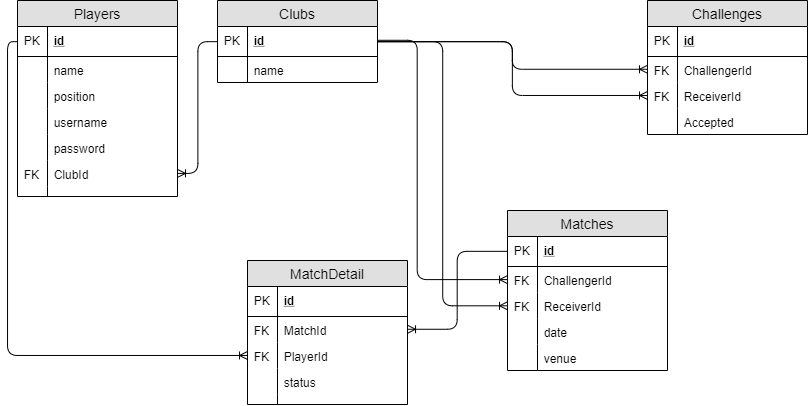 Players
PK id
name
position
username
password
FK ClubId
Clubs
PK id
name
Challenges
PK id
FK ChallengerId
FK ReceiverId
Accepted
Matches
PK id
FK ChallengerId
FK ReceiverId
date
venue
MatchDetail
PK id
FK MatchId
FK PlayerId
status